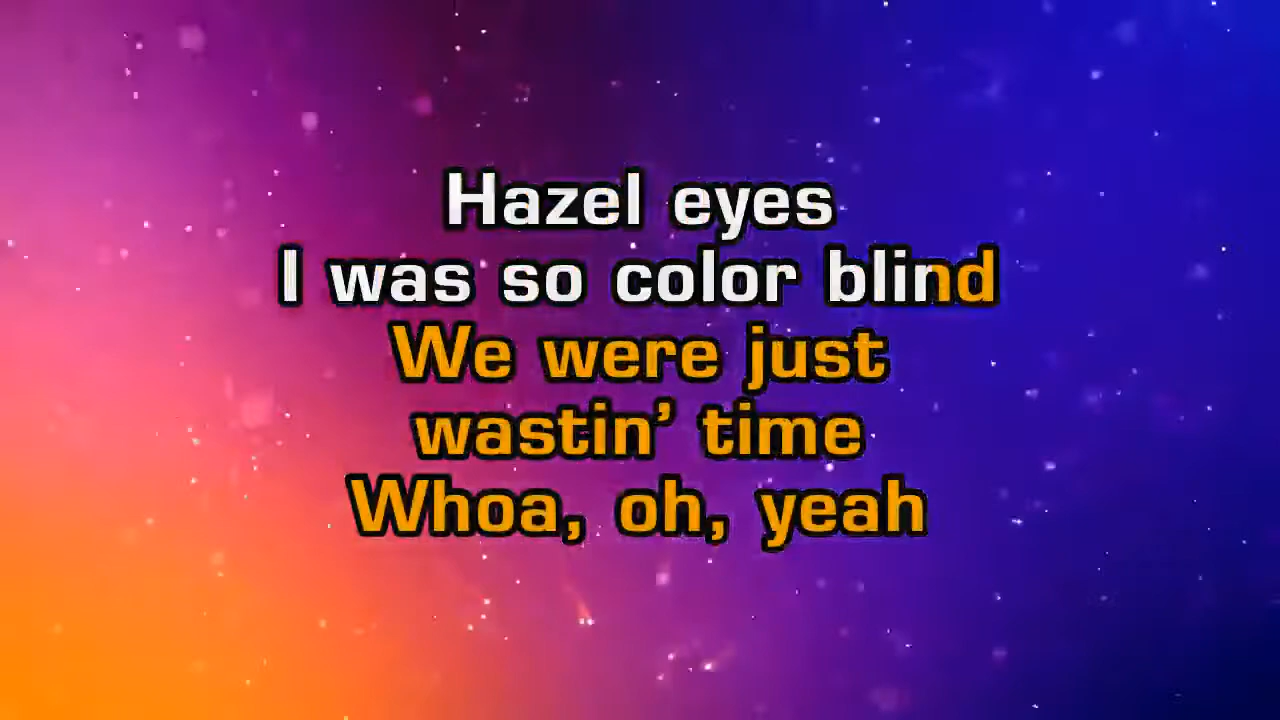 Hazel eyes
I was so color blind
We were just
wastin’ time
Whoa, oh, yeah